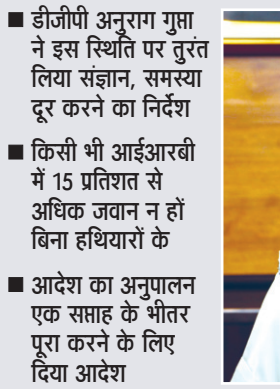 ■ डीजीपी अनुराग गुप्ता
ने इस स्थिति पर तुरंत
लिया संज्ञान, समस्या
दूर करने का निर्देश
■ किसी भी आईआरबी
में 15 प्रतिशत से
अधिक जवान न हों
बिना हथियारों के
■ आदेश का अनुपालन
एक सप्ताह के भीतर
पूरा करने के लिए
दिया आदेश